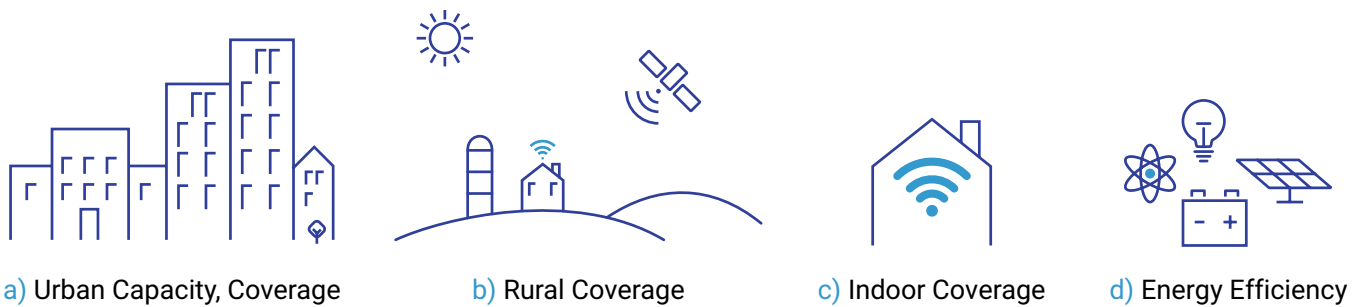 a) Urban Capacity, Coverage
b) Rural Coverage
c) Indoor Coverage
d) Energy Efficiency